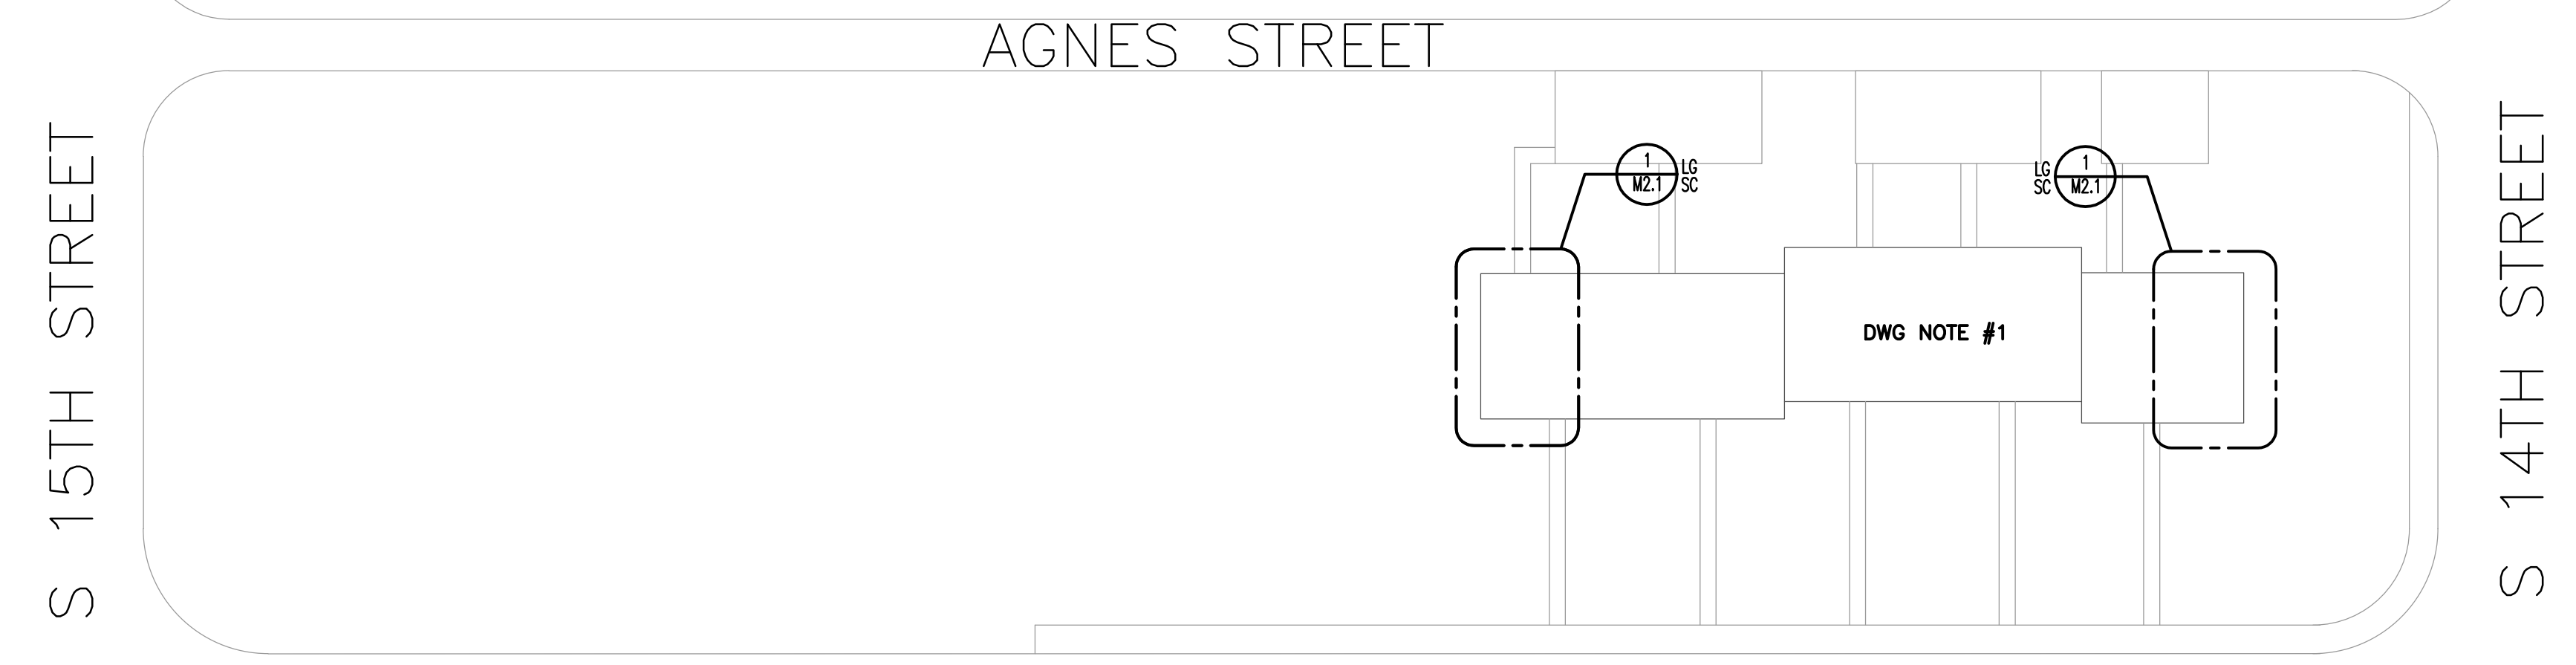 AGNES STREET
S 15TH STREET
1
M2.1
LG
SC
LG
SC
1
M2.1
DWG NOTE #1
S 14TH STREET